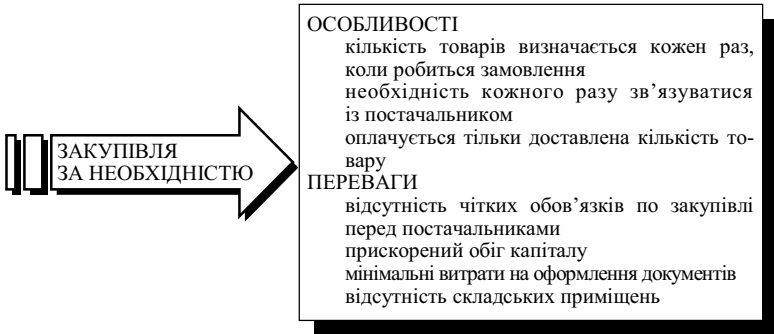 ЗАКУПІВЛЯ
ЗА НЕОБХІДНІСТЮ
ОСОБЛИВОСТІ
кількість товарів визначається кожен раз,
коли робиться замовлення
необхідність кожного разу зв’язуватися
із постачальником
оплачується тільки доставлена кількість то-
вару
ПЕРЕВАГИ
відсутність чітких обов’язків по закупівлі
перед постачальниками
прискорений обіг капіталу
мінімальні витрати на оформлення документів
відсутність складських приміщень